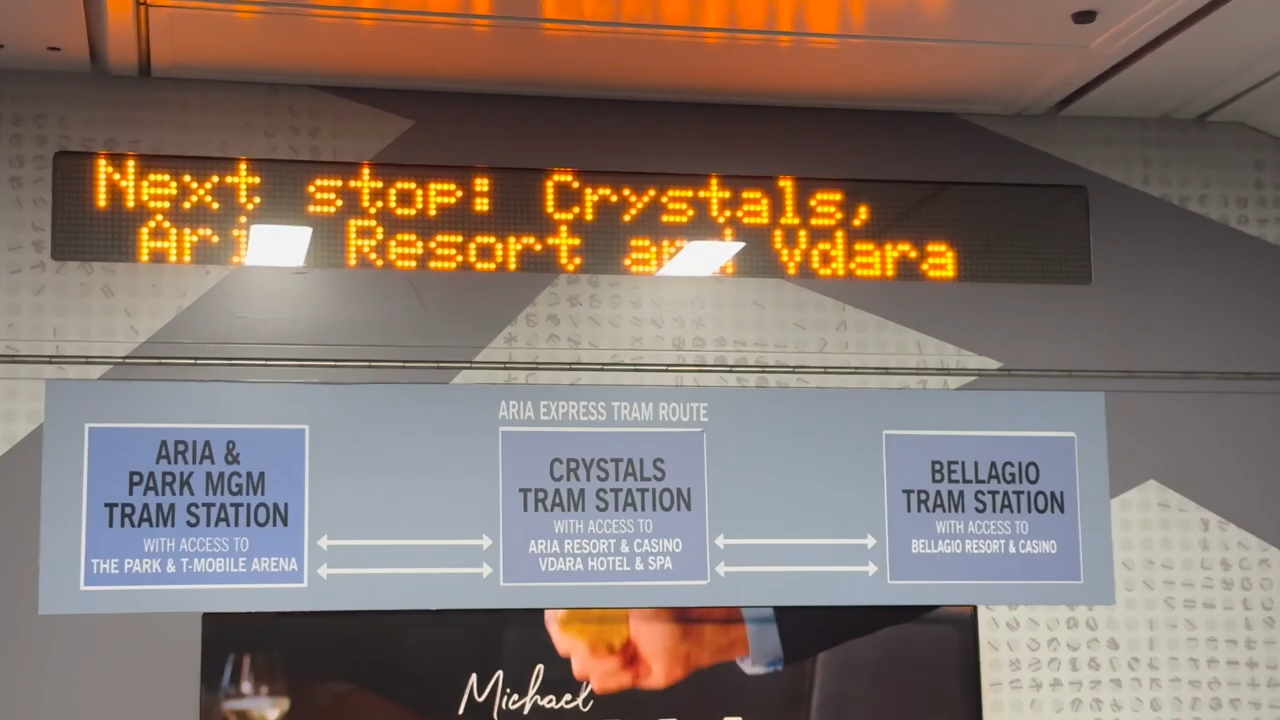 Next stop: Crystals,
Aria Resort and Vdara
ARIA EXPRESS TRAM ROUTE
ARIA &
PARK MGM
TRAM STATION
WITH ACCESS TO
THE PARK & T-MOBILE ARENA
CRYSTALS
TRAM STATION
WITH ACCESS TO
ARIA RESORT & CASINO
VDARA HOTEL & SPA
BELLAGIO
TRAM STATION
WITH ACCESS TO
BELLAGIO RESORT & CASINO
Michael